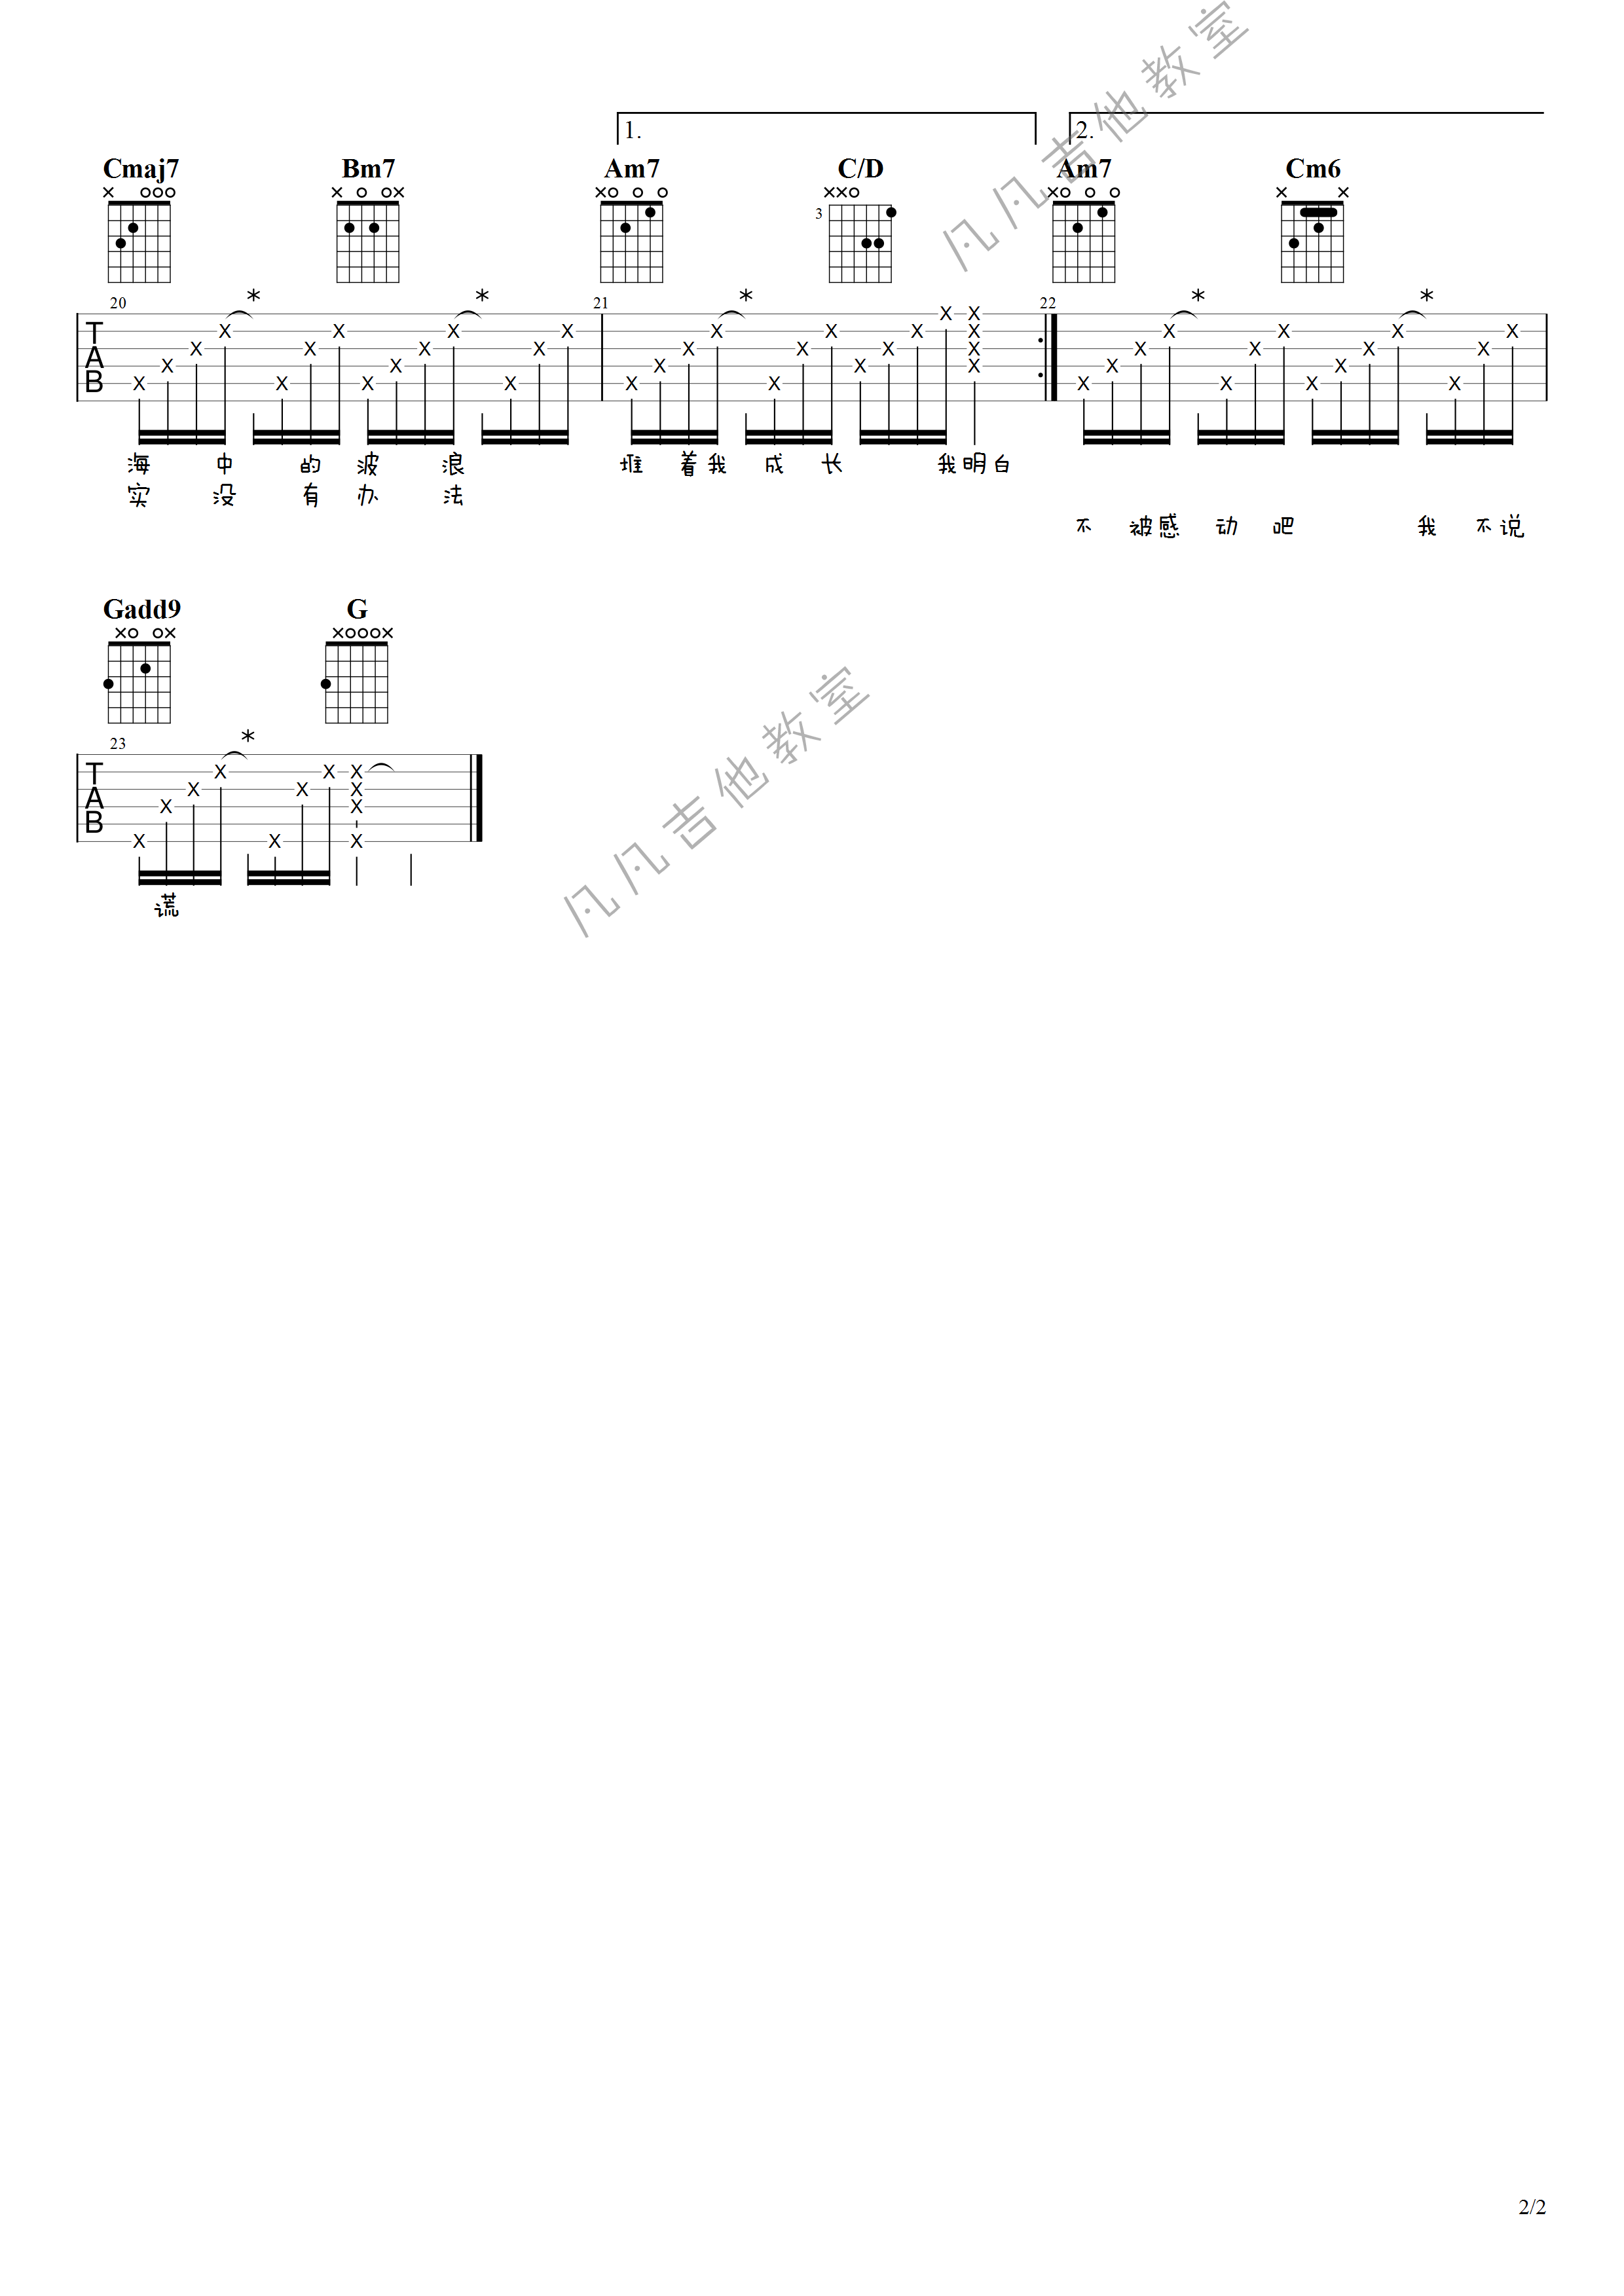 1.
2.
Cmaj7 Bm7 Am7 C/D Am7 Cm6
3
20 21 22
T
A
B
海 中 的 波 浪 堆 着 我 成 长 我 明 白
实 没 有 办 法
不 被 感 动 吧 我 不 说
Gadd9 G
23
T
A
B
谎
凡凡吉他教室
凡凡吉他教室
2/2